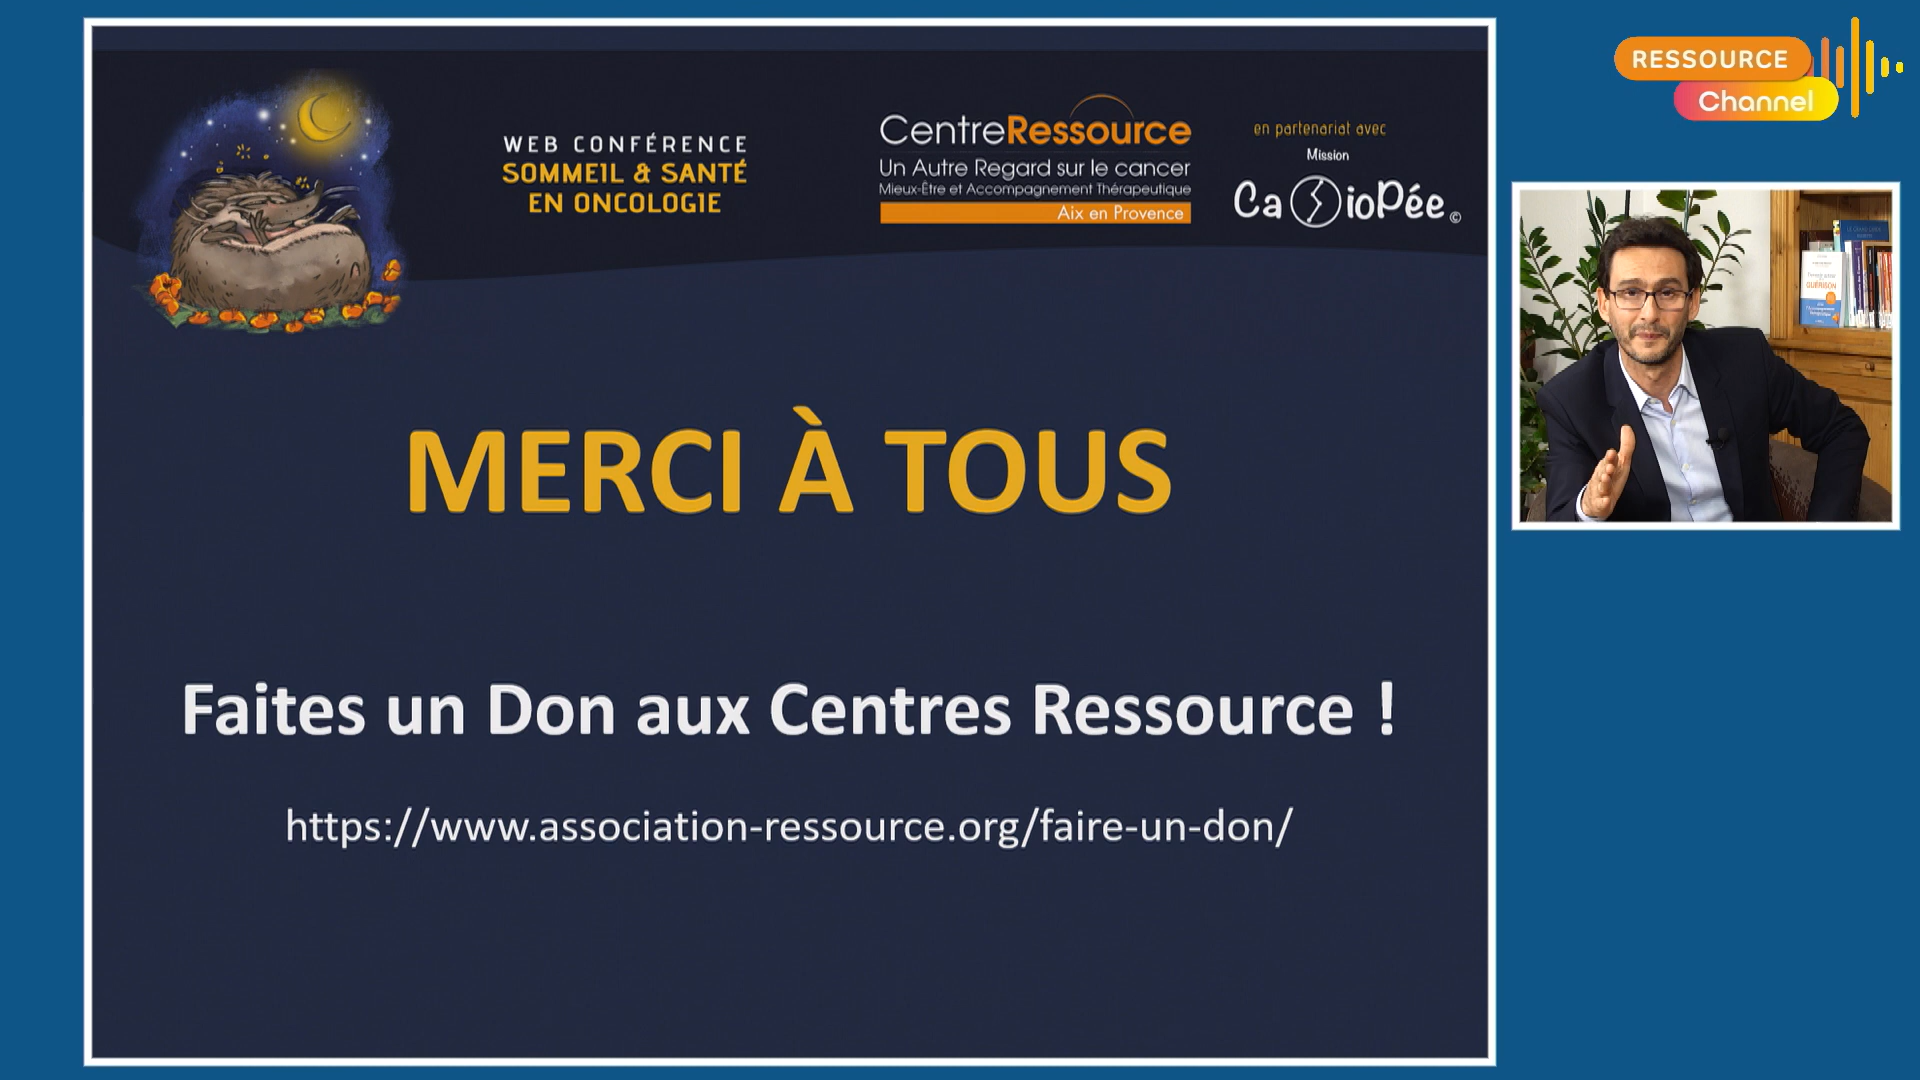 WEB CONFÉRENCE
SOMMEIL & SANTÉ
EN ONCOLOGIE
CentreRessource
Un Autre Regard sur le cancer
Mieux-Être et Accompagnement Thérapeutique
Aix en Provence
en partenariat avec
Mission
CaSSioPée©
MERCI À TOUS
Faites un Don aux Centres Ressource !
https://www.association-ressource.org/faire-un-don/
RESSOURCE
Channel
GUÉRISON